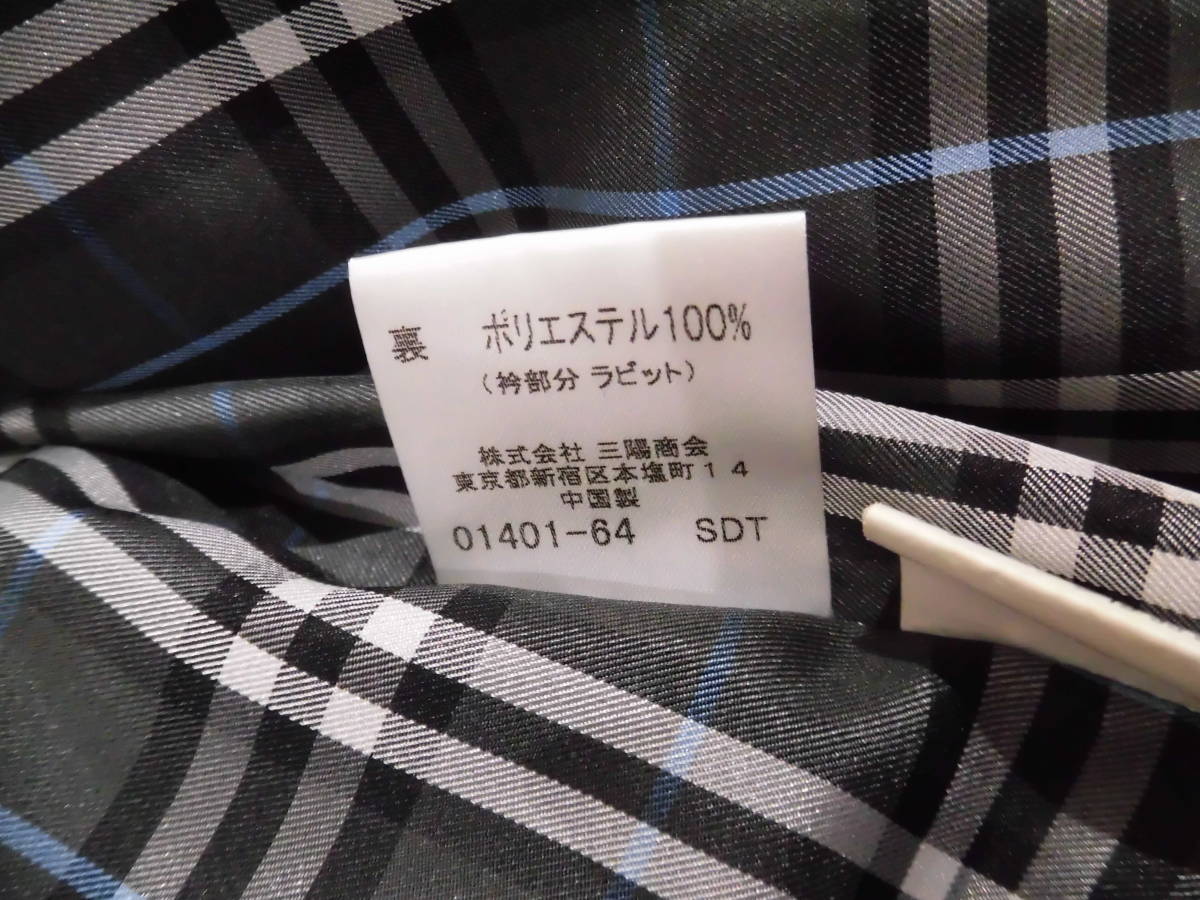 裏 ポリエステル100%
(衿部分 ラビット)
株式会社 三陽商会
東京都新宿区本塩町14
中国製
01401-64 SDT